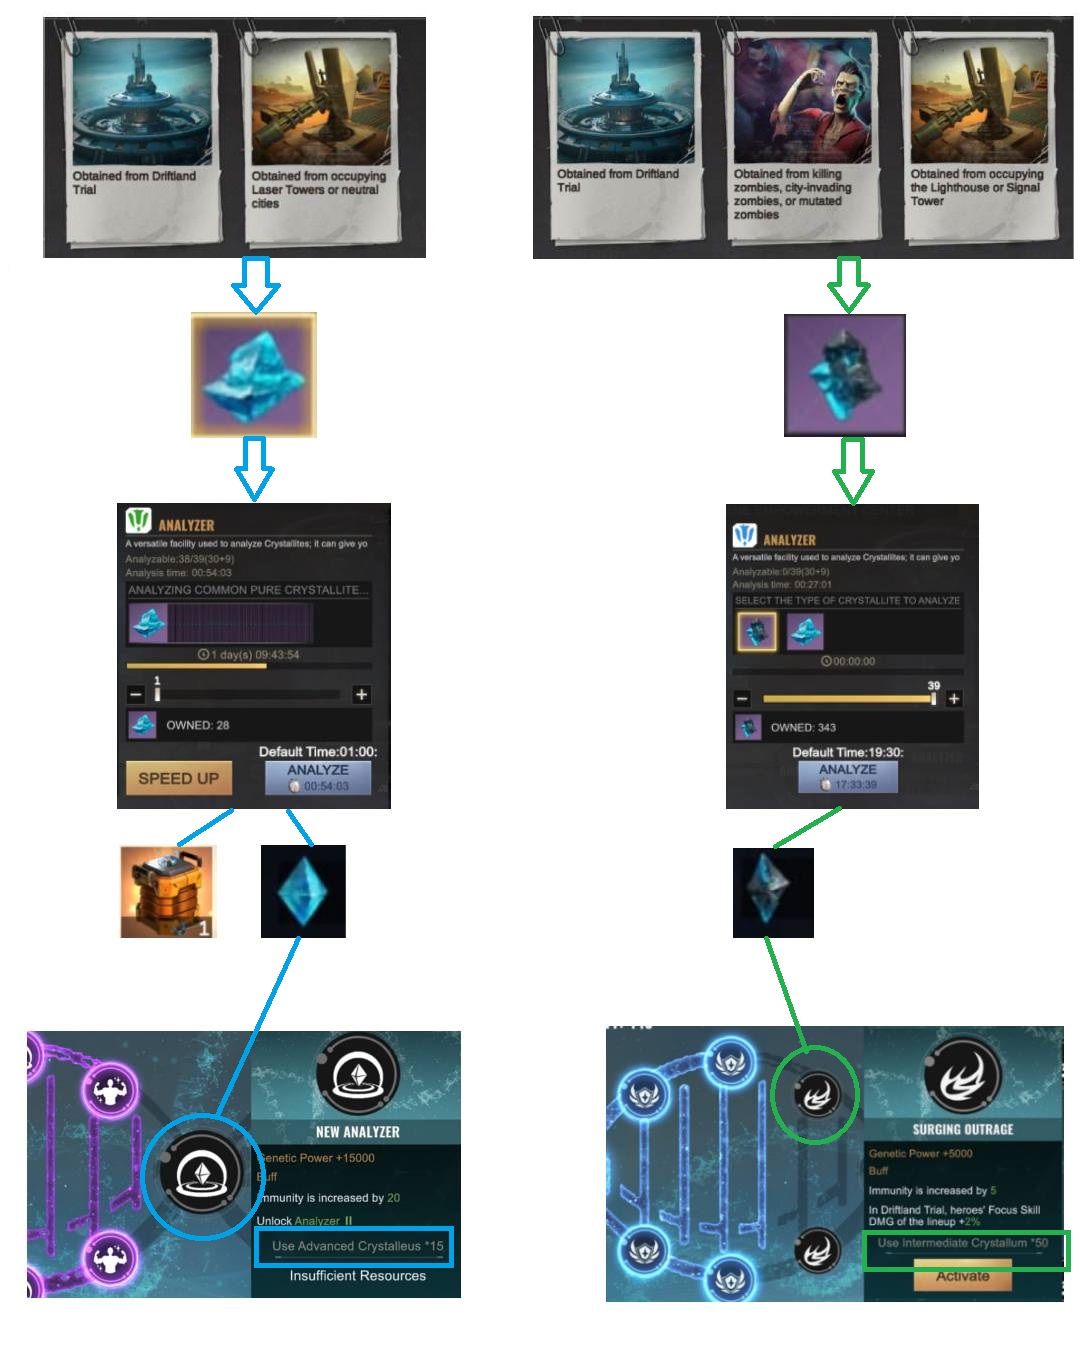 Obtained from Driftland
Trial
Obtained from occupying
Laser Towers or neutral
cities
Obtained from Driftland
Trial
Obtained from killing
zombies, city-invading
zombies, or mutated
zombies
Obtained from occupying
the Lighthouse or Signal
Tower
ANALYZER
A versatile facility used to analyze Crystallites; it can give yo
Analyzable:38/39(30+9)
Analysis time: 00:54:03
ANALYZING COMMON PURE CRYSTALLITE...
1 day(s) 09:43:54
1
OWNED: 28
Default Time:01:00:
SPEED UP
ANALYZE
00:54:03
ANALYZER
A versatile facility used to analyze Crystallites; it can give yo
Analyzable:0/39(30+9)
Analysis time: 00:27:01
SELECT THE TYPE OF CRYSTALLITE TO ANALYZE
00:00:00
39
OWNED: 343
Default Time:19:30:
ANALYZE
17:33:39
1
NEW ANALYZER
Genetic Power +15000
Buff
Immunity is increased by 20
Unlock Analyzer II
Use Advanced Crystalleus *15
Insufficient Resources
SURGING OUTRAGE
Genetic Power +5000
Buff
Immunity is increased by 5
In Driftland Trial, heroes' Focus Skill
DMG of the lineup +2%
Use Intermediate Crystallum *50
Activate